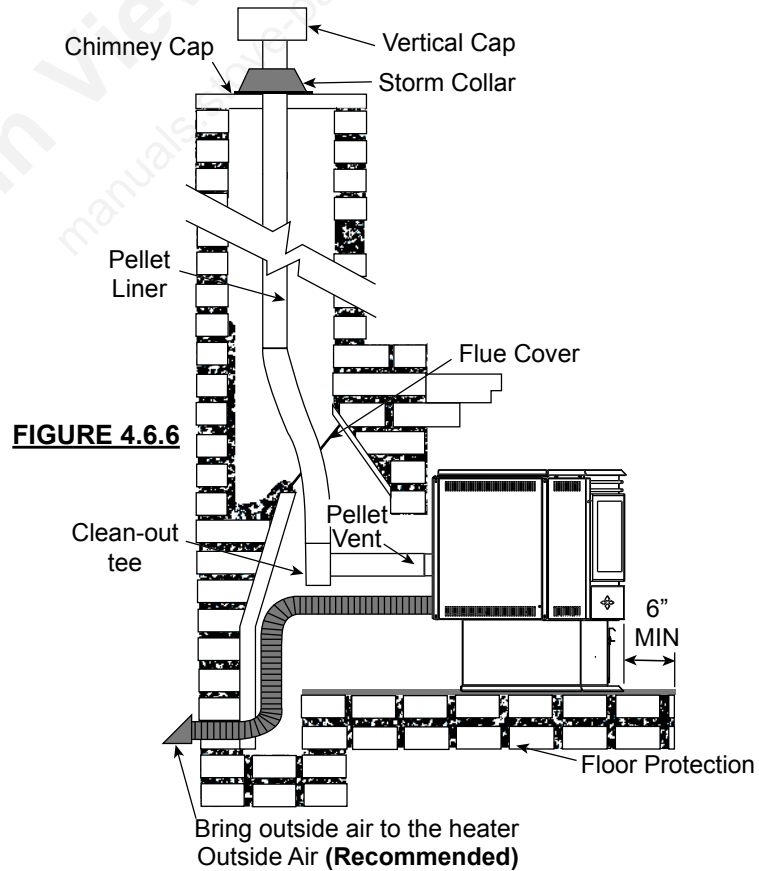 Vertical Cap
Chimney Cap
Storm Collar
Pellet
Liner
Flue Cover
FIGURE 4.6.6
Pellet
Vent
Clean-out
tee
6”
MIN
Floor Protection
Bring outside air to the heater
Outside Air (Recommended)